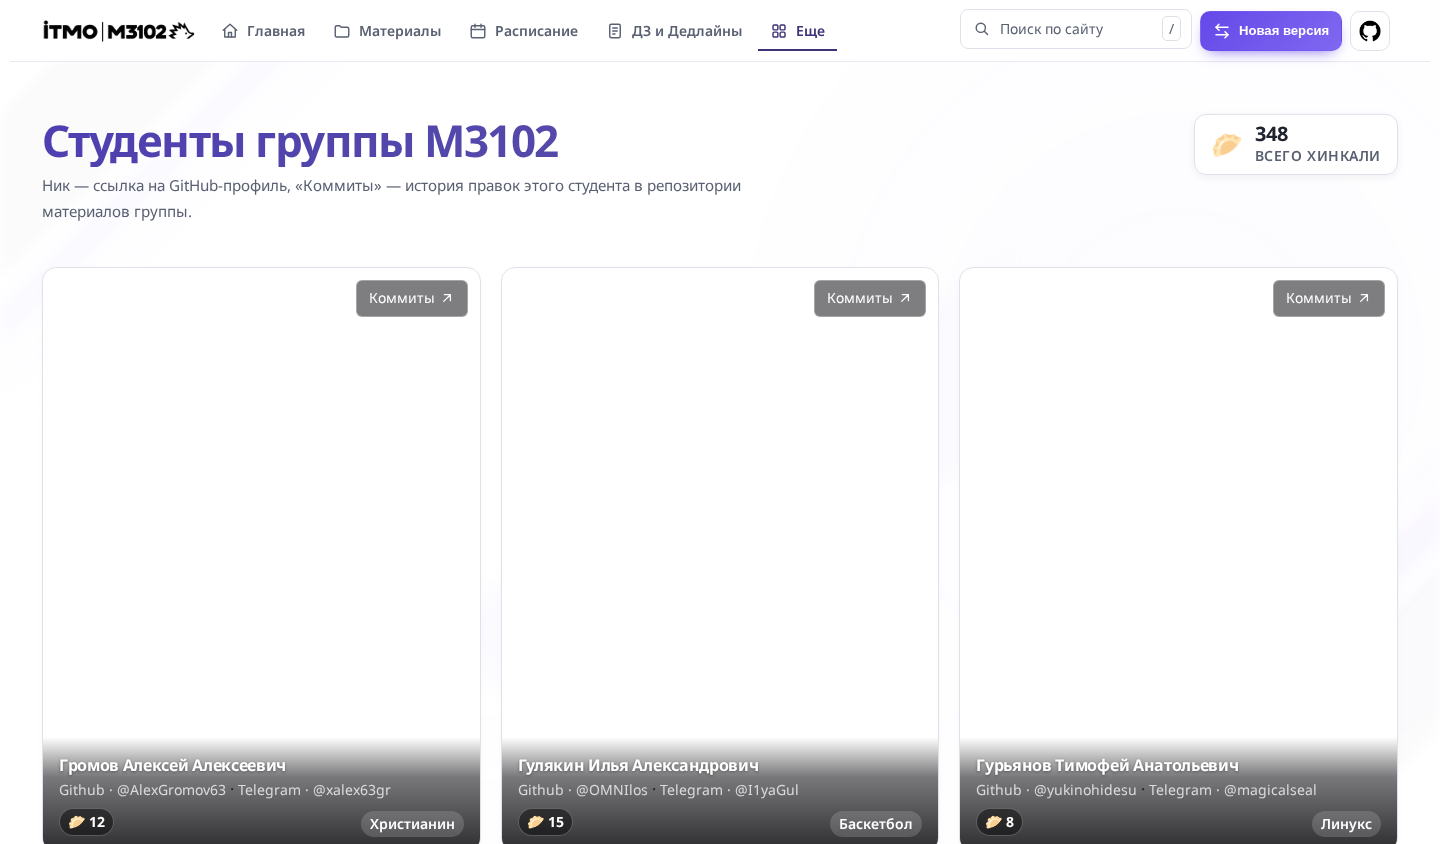 İTMO | M3102
Главная
Материалы
Расписание
ДЗ и Дедлайны
Еще
Поиск по сайту /
Новая версия
Студенты группы M3102
Ник — ссылка на GitHub-профиль, «Коммиты» — история правок этого студента в репозитории
материалов группы.
348
ВСЕГО ХИНКАЛИ
Коммиты ↗
Громов Алексей Алексеевич
Github · @AlexGromov63 · Telegram · @xalex63gr
12
Христианин
Коммиты ↗
Гулякин Илья Александрович
Github · @OMNIlos · Telegram · @I1yaGul
15
Баскетбол
Коммиты ↗
Гурьянов Тимофей Анатольевич
Github · @yukinohidesu · Telegram · @magicalseal
8
Линукс